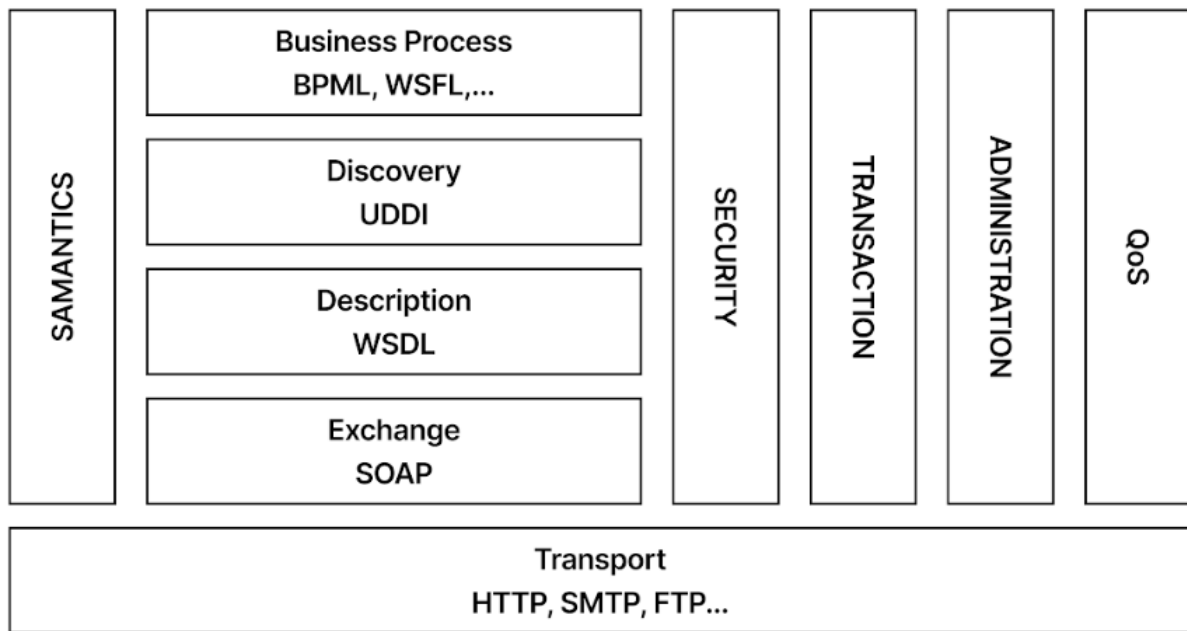 SAMANTICS
Business Process
BPML, WSFL,...
Discovery
UDDI
Description
WSDL
Exchange
SOAP
SECURITY
TRANSACTION
ADMINISTRATION
QoS
Transport
HTTP, SMTP, FTP...